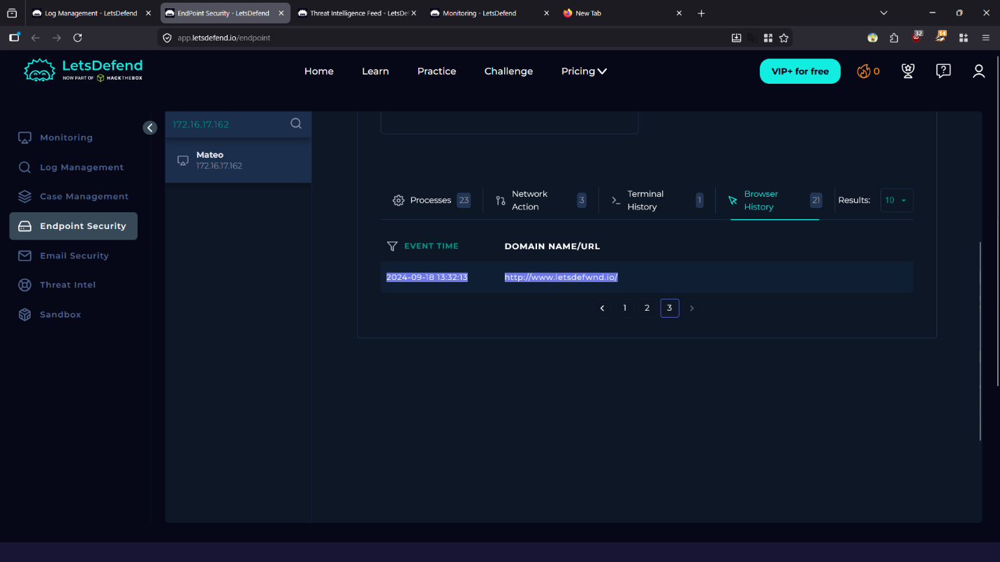 Log Management - LetsDefend
EndPoint Security - LetsDefend
Threat Intelligence Feed - LetsDef
Monitoring - LetsDefend
New Tab
app.letsdefend.io/endpoint
32
14
LetsDefend
NOW PART OF HACKTHEBOX
Home
Learn
Practice
Challenge
Pricing
VIP+ for free
0
Monitoring
Log Management
Case Management
Endpoint Security
Email Security
Threat Intel
Sandbox
172.16.17.162
Mateo
172.16.17.162
Processes 23
Network
Action
3
Terminal
History
1
Browser
History
21
Results: 10
EVENT TIME DOMAIN NAME/URL
2024-09-18 13:32:13 http://www.letsdefwnd.io/
1 2 3